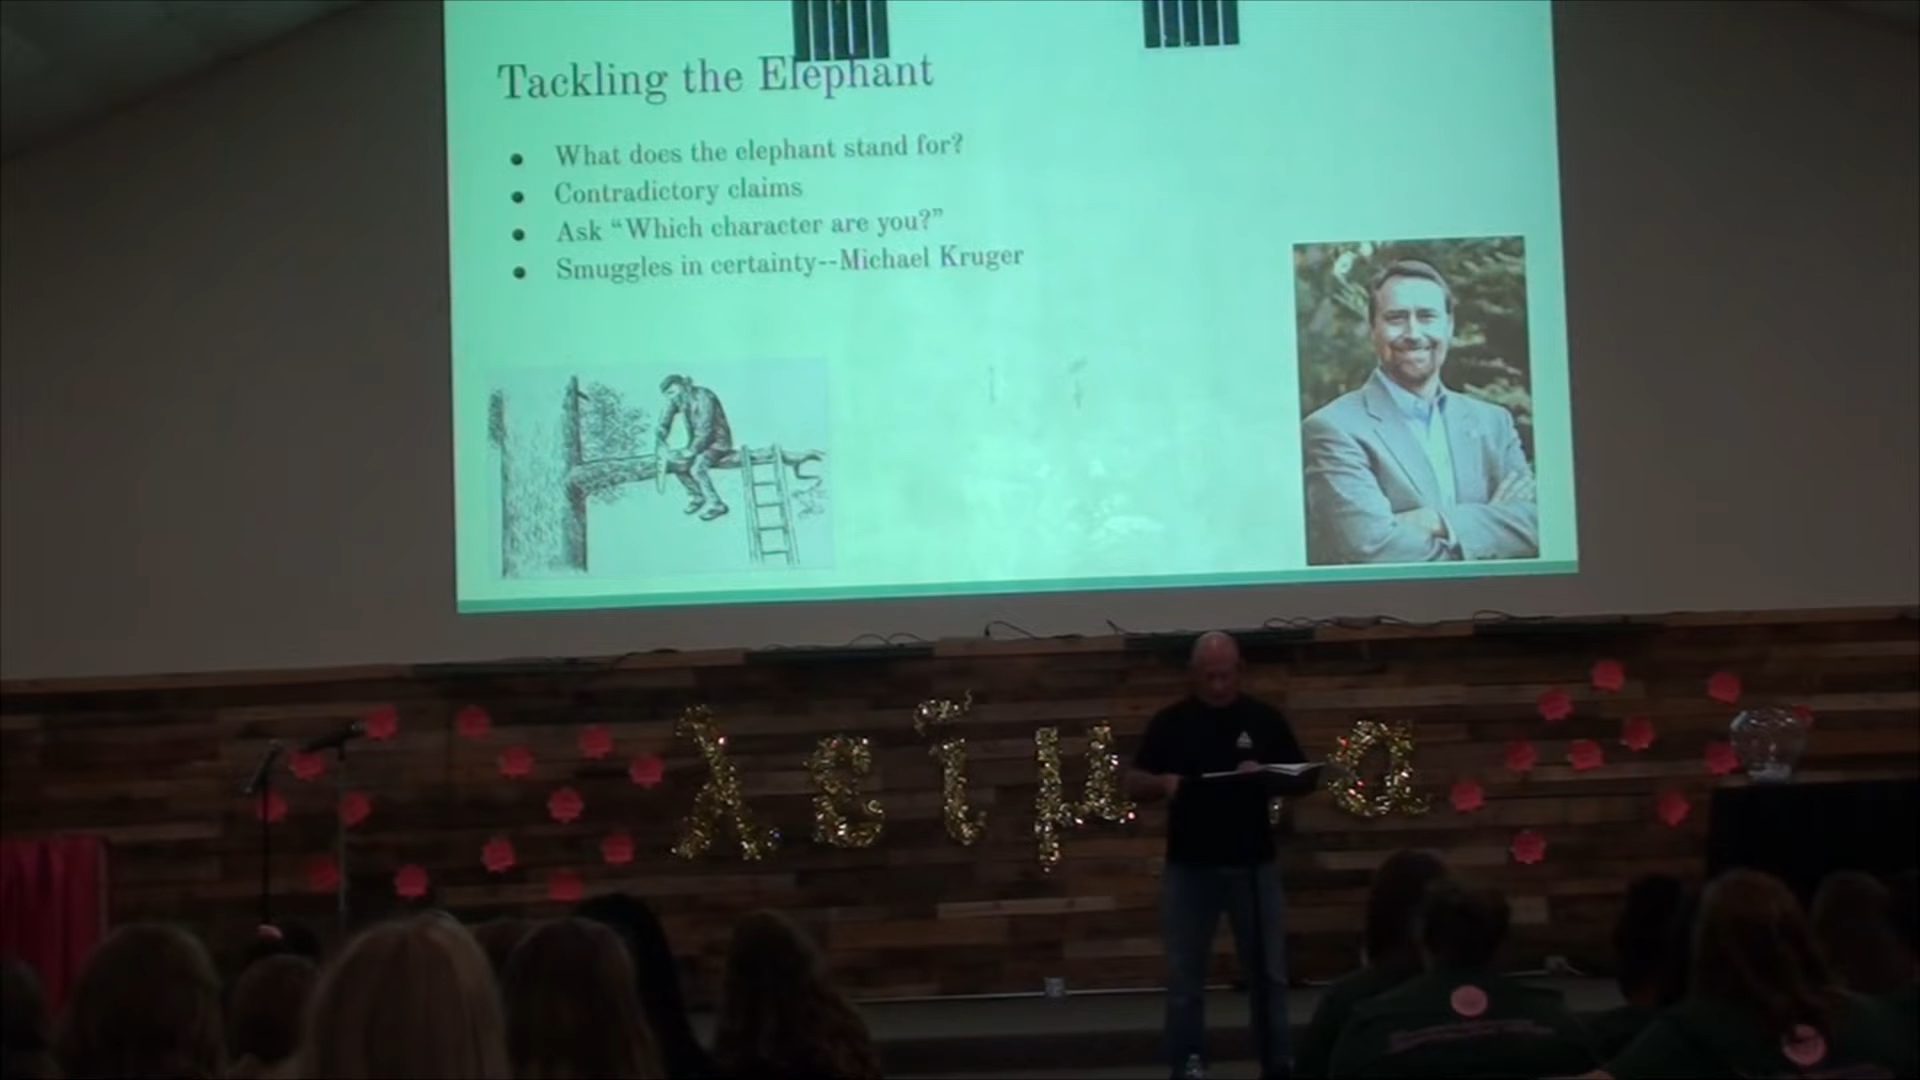 Tackling the Elephant
● What does the elephant stand for?
● Contradictory claims
● Ask “Which character are you?”
● Smuggles in certainty--Michael Kruger
λεῖμ α